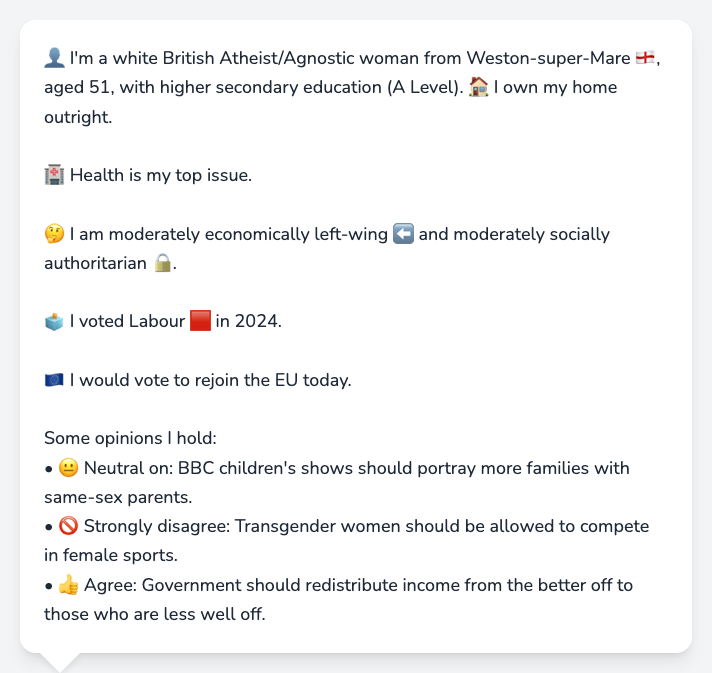 👤 I'm a white British Atheist/Agnostic woman from Weston-super-Mare 🏴󠁧󠁢󠁥󠁮󠁧󠁿,
aged 51, with higher secondary education (A Level). 🏠 I own my home
outright.
🏥 Health is my top issue.
🤔 I am moderately economically left-wing ⬅️ and moderately socially
authoritarian 🔒.
🗳️ I voted Labour 🟥 in 2024.
🇪🇺 I would vote to rejoin the EU today.
Some opinions I hold:
• 😐 Neutral on: BBC children's shows should portray more families with
same-sex parents.
• 🚫 Strongly disagree: Transgender women should be allowed to compete
in female sports.
• 👍 Agree: Government should redistribute income from the better off to
those who are less well off.